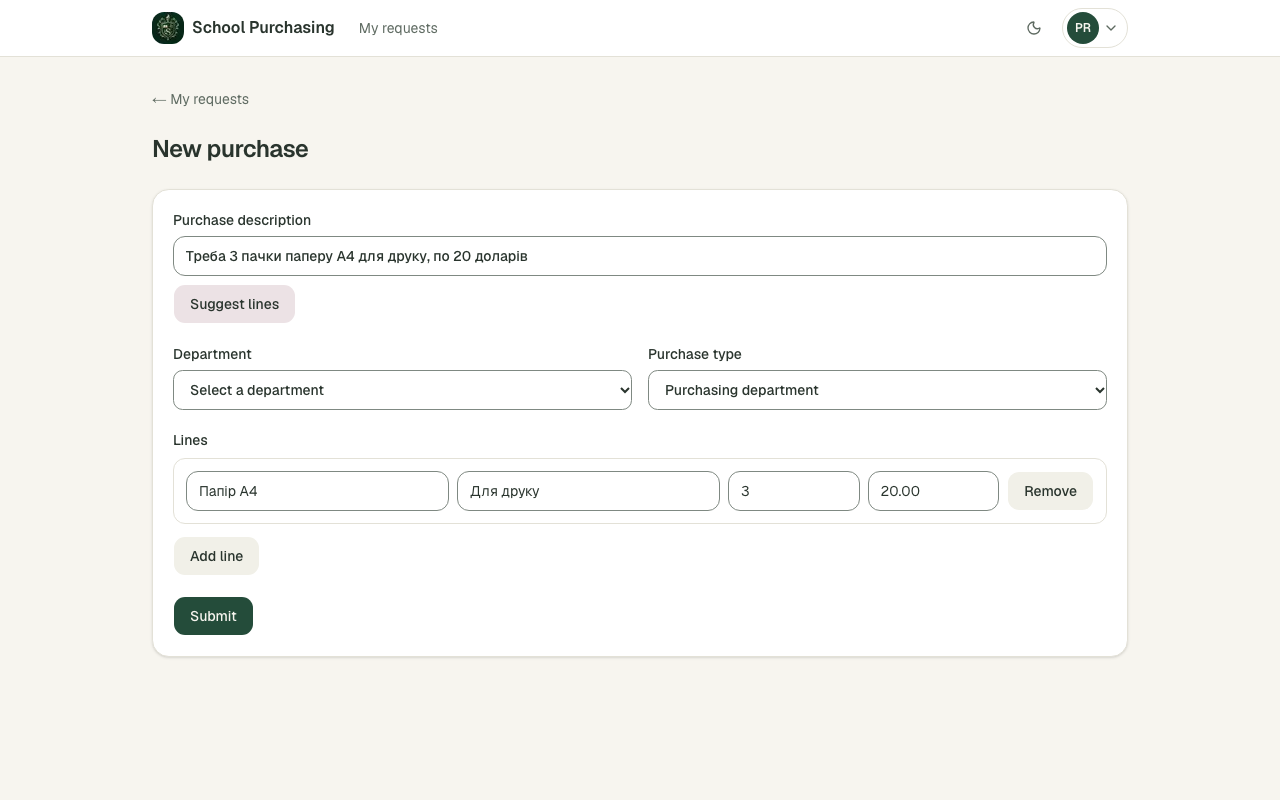 School Purchasing
My requests
PR
← My requests
New purchase
Purchase description
Треба 3 пачки паперу А4 для друку, по 20 доларів
Suggest lines
Department
Purchase type
Select a department
Purchasing department
Lines
Папір А4
Для друку
3
20.00
Remove
Add line
Submit